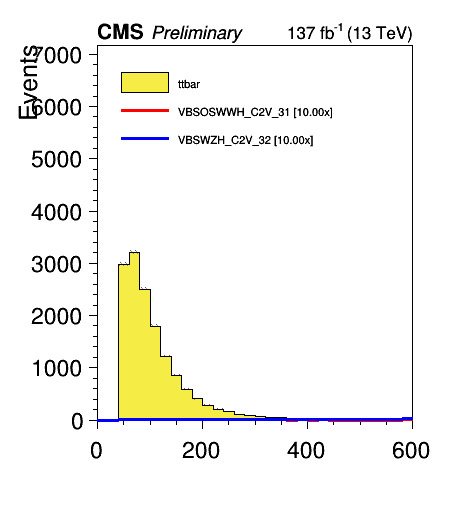 CMS Preliminary 137 fb-1 (13 TeV)
Events
7000
ttbar
6000
VBSOSWWH_C2V_31 [10.00x]
VBSWZH_C2V_32 [10.00x]
5000
4000
3000
2000
1000
0
0 200 400 600